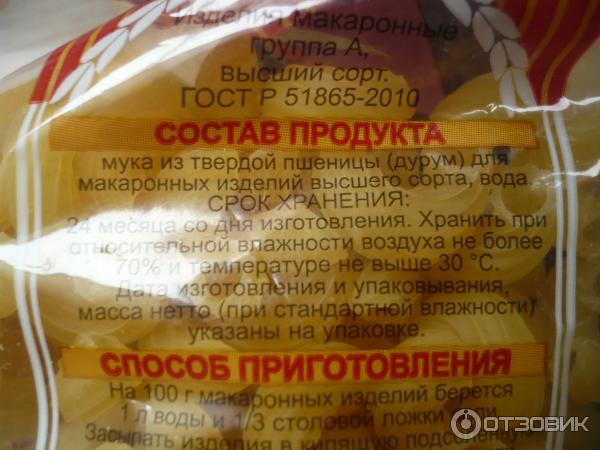 Изделия макаронные
группа А,
высший сорт.
ГОСТ Р 51865-2010
СОСТАВ ПРОДУКТА
мука из твердой пшеницы (дурум) для
макаронных изделий высшего сорта, вода.
СРОК ХРАНЕНИЯ:
24 месяца со дня изготовления. Хранить при
относительной влажности воздуха не более
70% и температуре не выше 30 °С.
Дата изготовления и упаковывания,
масса нетто (при стандартной влажности)
указаны на упаковке.
СПОСОБ ПРИГОТОВЛЕНИЯ
На 100 г макаронных изделий берется
1 л воды и 1/3 столовой ложки соли.
Засыпать изделия в кипящую подсоленную
ОТЗОВИК